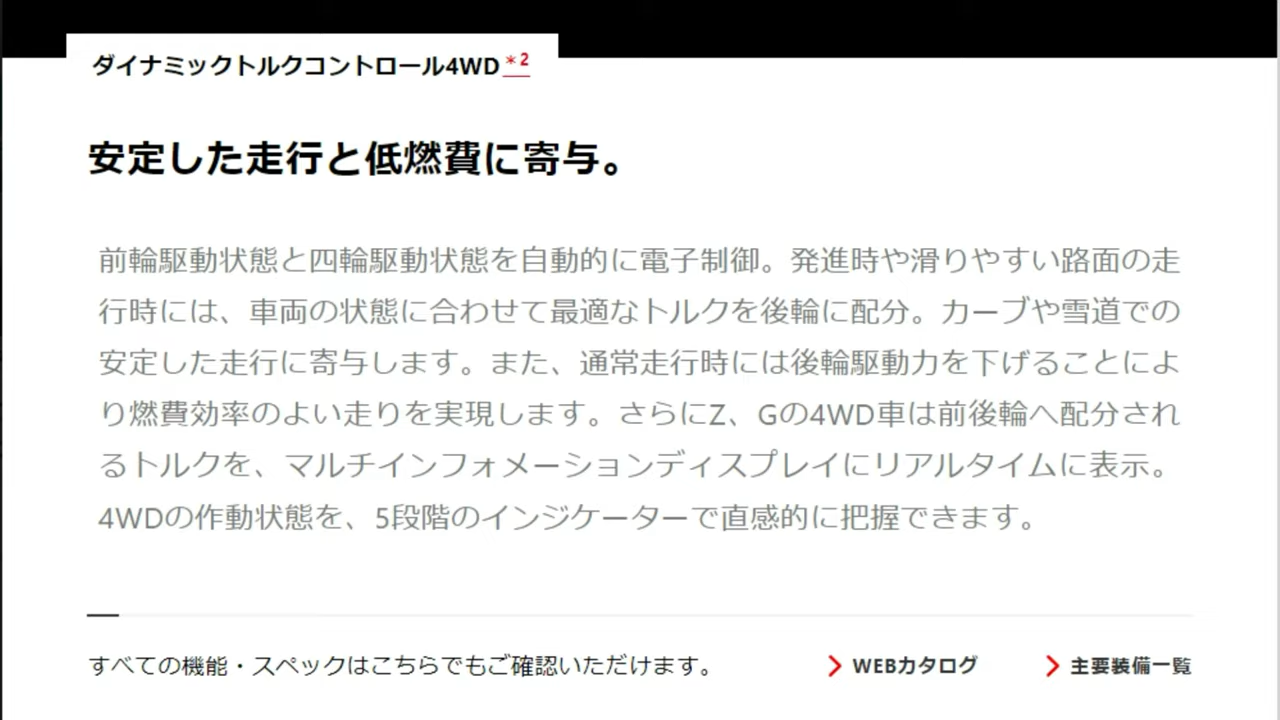 ダイナミックトルクコントロール4WD＊2
安定した走行と低燃費に寄与。
前輪駆動状態と四輪駆動状態を自動的に電子制御。発進時や滑りやすい路面の走
行時には、車両の状態に合わせて最適なトルクを後輪に配分。カーブや雪道での
安定した走行に寄与します。また、通常走行時には後輪駆動力を下げることによ
り燃費効率のよい走りを実現します。さらにZ、Gの4WD車は前後輪へ配分され
るトルクを、マルチインフォメーションディスプレイにリアルタイムに表示。
4WDの作動状態を、5段階のインジケーターで直感的に把握できます。
すべての機能・スペックはこちらでもご確認いただけます。
WEBカタログ
主要装備一覧